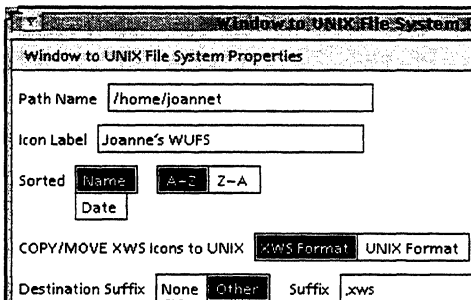 Window to UNIX File System
Window to UNIX File System Properties
Path Name /home/joannet
Icon Label Joanne's WUFS
Sorted Name A-Z Z-A
Date
COPY/MOVE XWS Icons to UNIX XWS Format UNIX Format
Destination Suffix None Other Suffix .xws